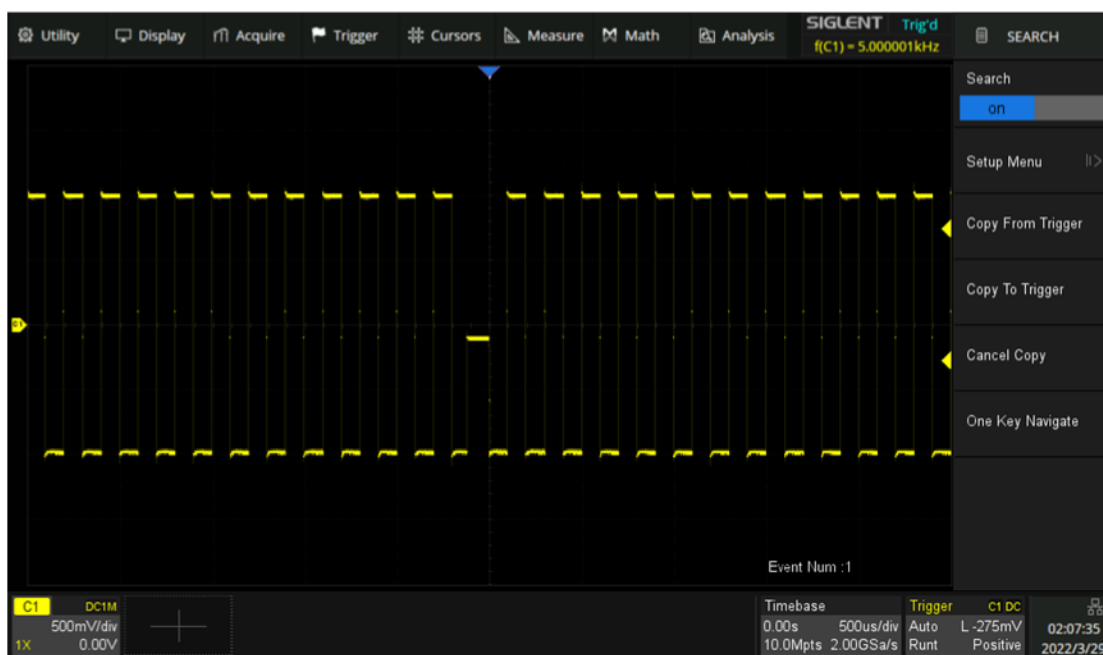 Utility Display Acquire Trigger Cursors Measure Math Analysis
SIGLENT Trig'd
f(C1) = 5.000001kHz
SEARCH
Search
on
Setup Menu
Copy From Trigger
Copy To Trigger
Cancel Copy
One Key Navigate
C1
Event Num :1
C1 DC1M
500mV/div
1X 0.00V
Timebase
0.00s 500us/div
10.0Mpts 2.00GSa/s
Trigger C1 DC
Auto L -275mV
Runt Positive
02:07:35
2022/3/29